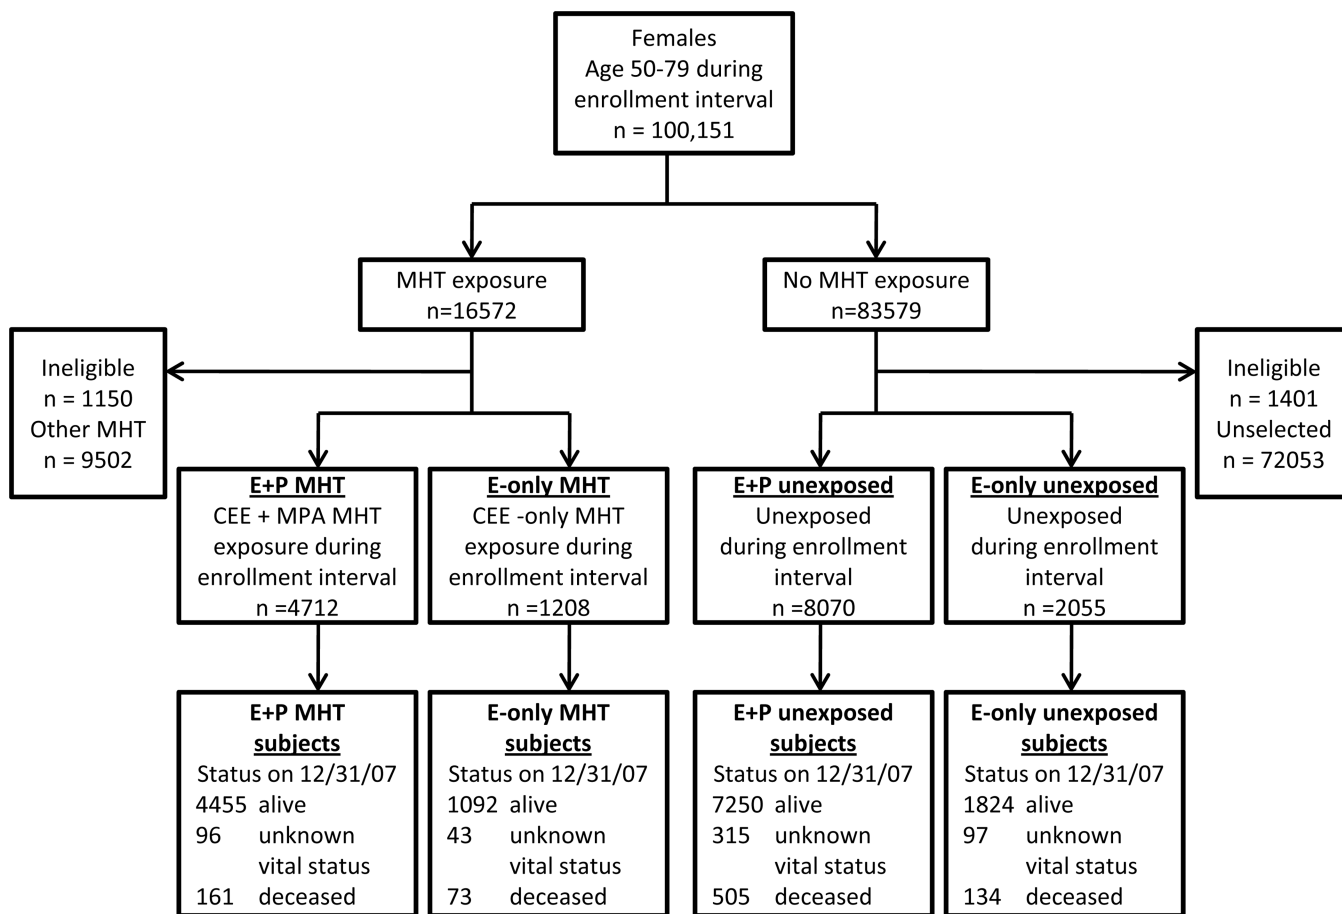 Females
Age 50-79 during
enrollment interval
n = 100,151
MHT exposure
n=16572
No MHT exposure
n=83579
Ineligible
n = 1150
Other MHT
n = 9502
Ineligible
n = 1401
Unselected
n = 72053
E+P MHT
CEE + MPA MHT
exposure during
enrollment interval
n =4712
E-only MHT
CEE -only MHT
exposure during
enrollment interval
n =1208
E+P unexposed
Unexposed
during enrollment
interval
n =8070
E-only unexposed
Unexposed
during enrollment
interval
n =2055
E+P MHT
subjects
Status on 12/31/07
4455 alive
96 unknown
vital status
161 deceased
E-only MHT
subjects
Status on 12/31/07
1092 alive
43 unknown
vital status
73 deceased
E+P unexposed
subjects
Status on 12/31/07
7250 alive
315 unknown
vital status
505 deceased
E-only unexposed
subjects
Status on 12/31/07
1824 alive
97 unknown
vital status
134 deceased